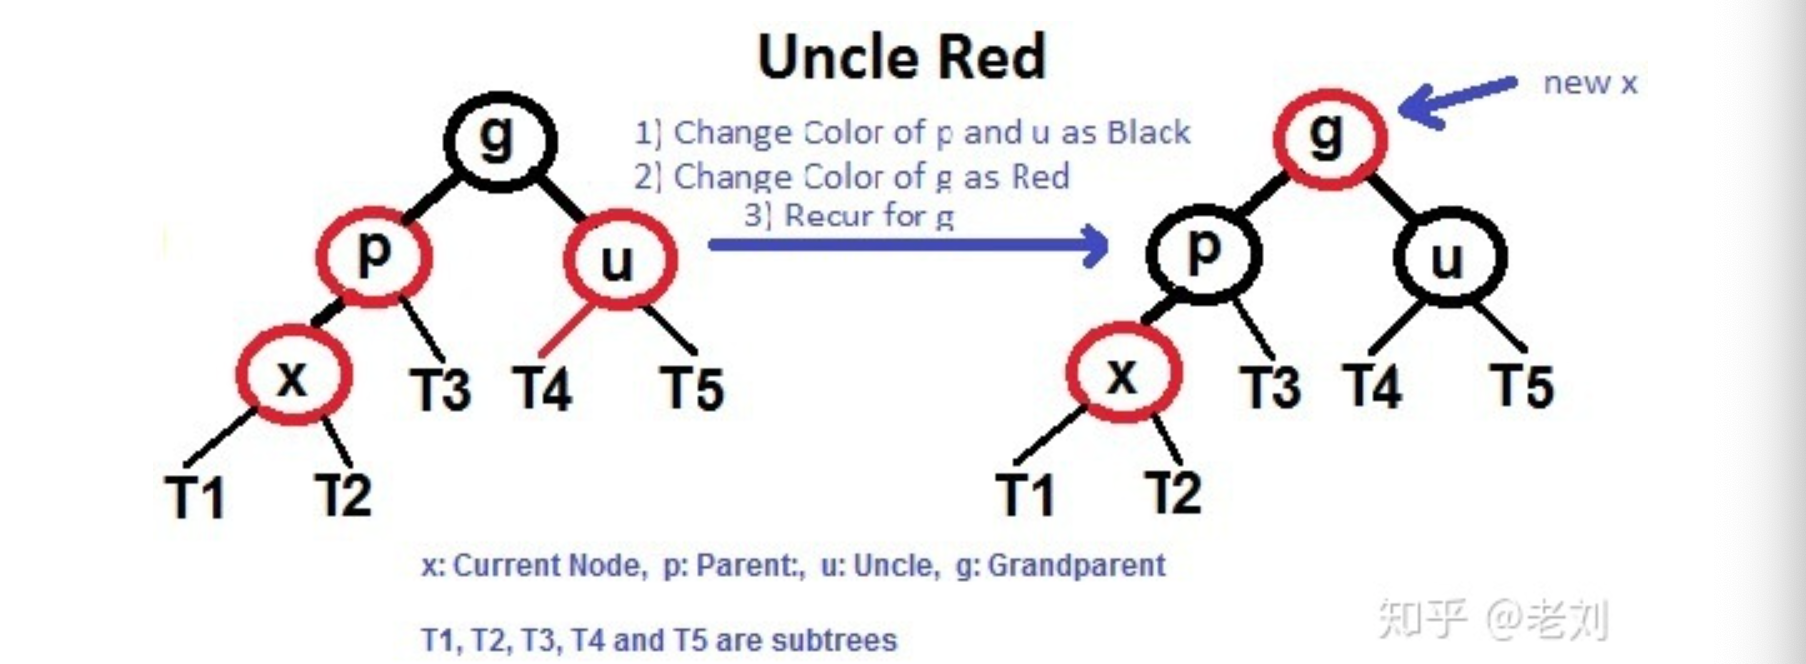 Uncle Red
new x
1) Change Color of p and u as Black
2) Change Color of g as Red
3) Recur for g
g
p
u
x
T3
T4
T5
T1
T2
g
p
u
x
T3
T4
T5
T1
T2
x: Current Node, p: Parent:, u: Uncle, g: Grandparent
T1, T2, T3, T4 and T5 are subtrees
知乎 @老刘